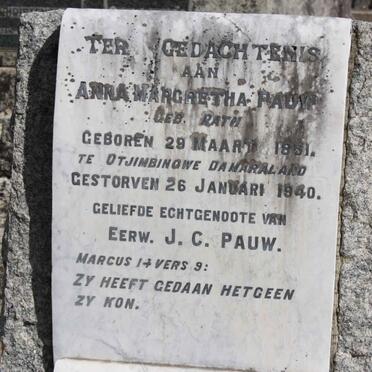 TER GEDACHTENIS
AAN
ANNA MARGRETHA PAUW
GEB. RATH
GEBOREN 29 MAART 1851.
TE OTJINBINGWE DAMARALAND
GESTORVEN 26 JANUARI 1940.
GELIEFDE ECHTGENOOTE VAN
EERW. J. C. PAUW.
MARCUS 14 VERS 9:
ZY HEEFT GEDAAN HETGEEN
ZY KON.